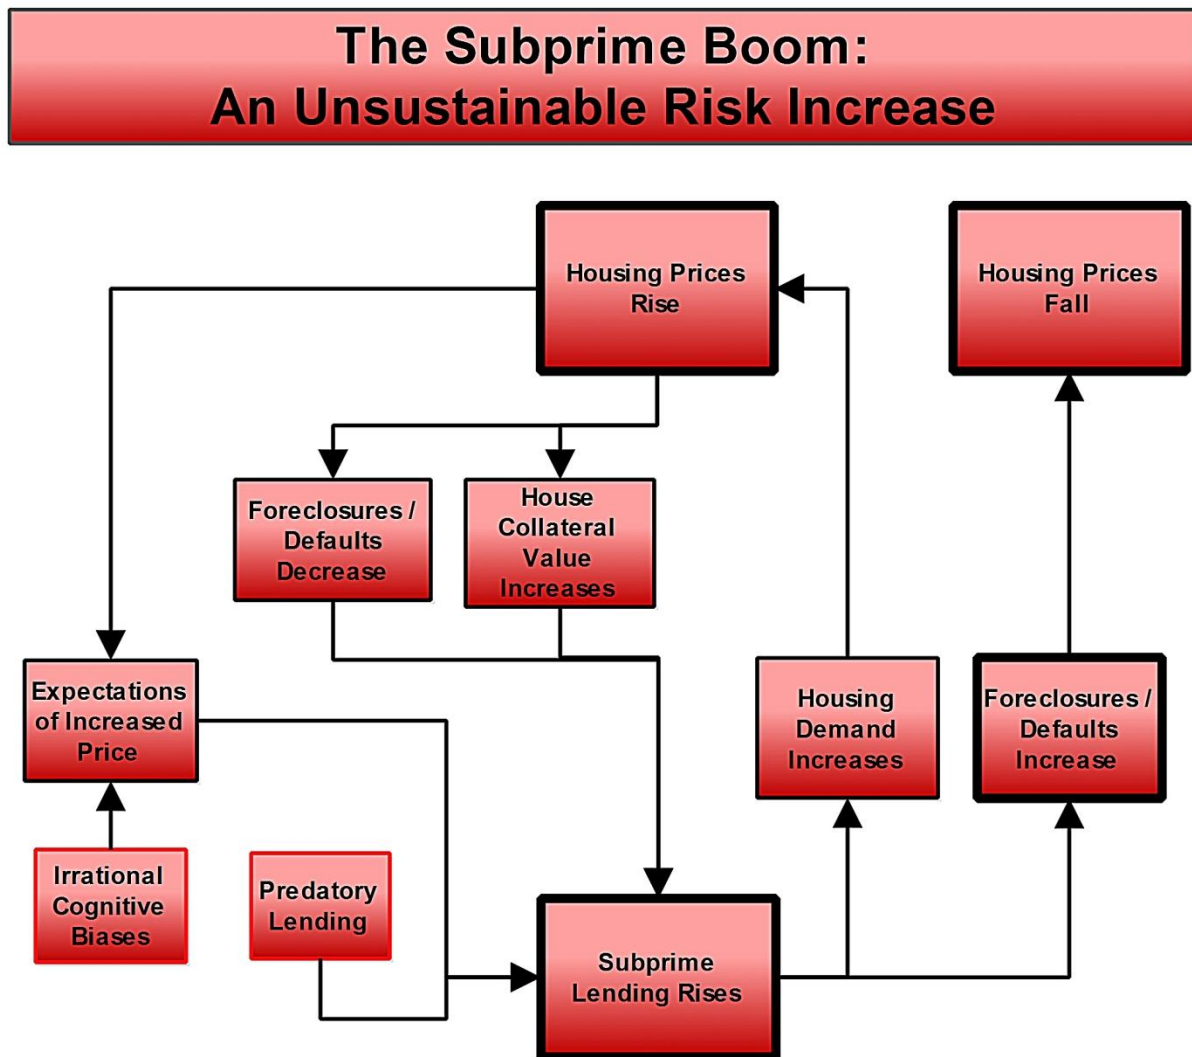 The Subprime Boom:
An Unsustainable Risk Increase
Housing Prices
Rise
Housing Prices
Fall
Foreclosures /
Defaults
Decrease
House
Collateral
Value
Increases
Expectations
of Increased
Price
Housing
Demand
Increases
Foreclosures /
Defaults
Increase
Irrational
Cognitive
Biases
Predatory
Lending
Subprime
Lending Rises